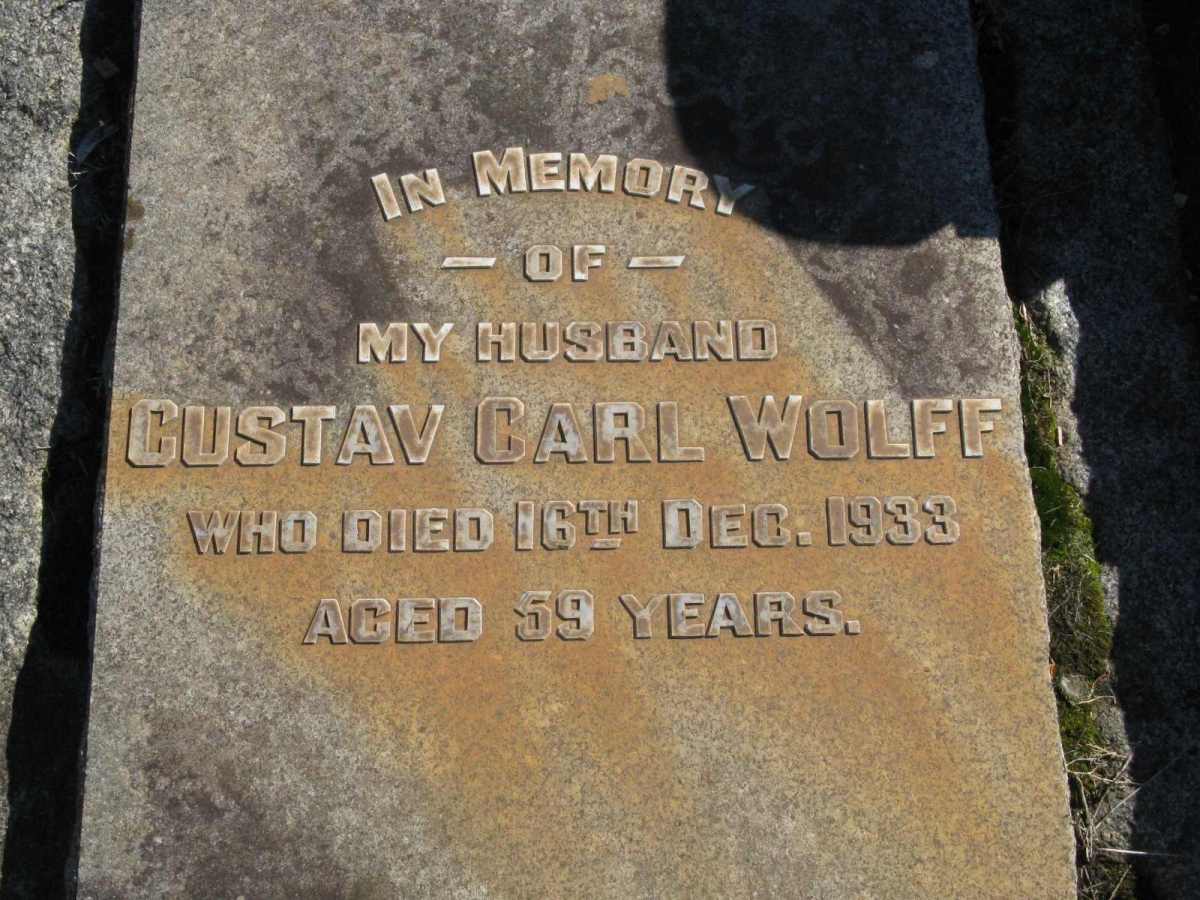 IN MEMORY
— OF —
MY HUSBAND
GUSTAV CARL WOLFF
WHO DIED 16TH DEC. 1933
AGED 59 YEARS.